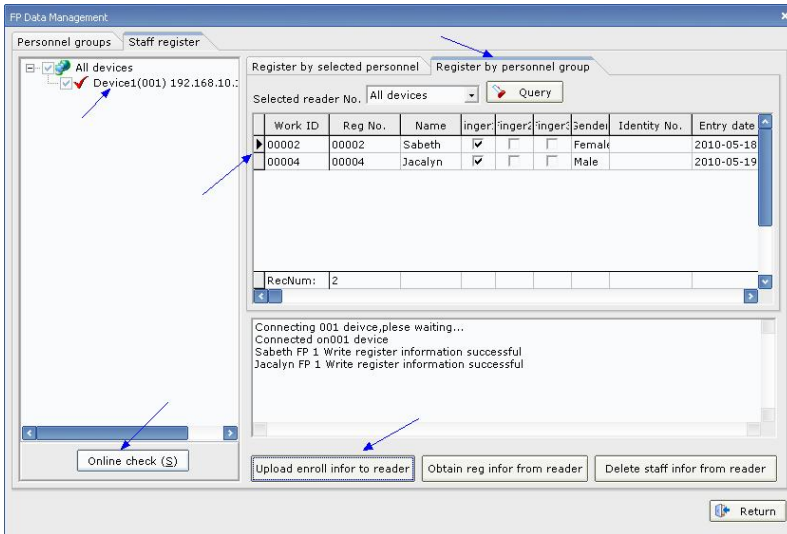 FP Data Management
Personnel groups Staff register
All devices
Device1(001) 192.168.10.
Register by selected personnel Register by personnel group
Selected reader No. All devices Query
Work ID Reg No. Name inger: inger2 inger3 Gender Identity No. Entry date
00002 00002 Sabeth Female 2010-05-18
00004 00004 Jacalyn Male 2010-05-19
RecNum: 2
Connecting 001 deivce,plese waiting...
Connected on001 device
Sabeth FP 1 Write register information successful
Jacalyn FP 1 Write register information successful
Online check (S)
Upload enroll infor to reader Obtain reg infor from reader Delete staff infor from reader
Return